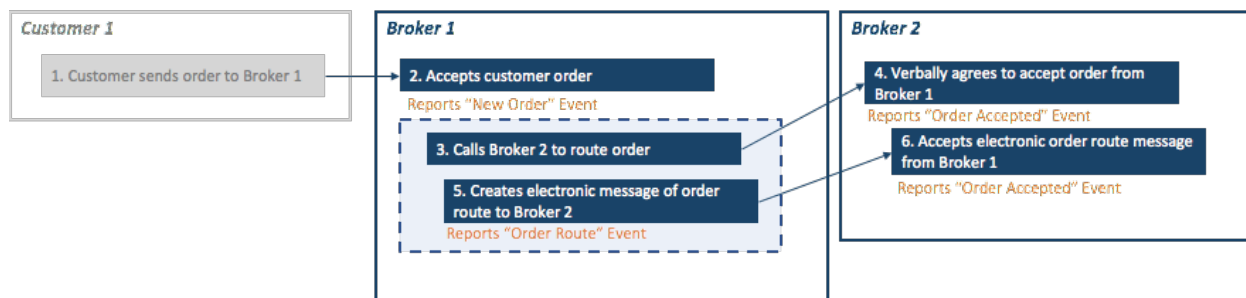 Customer 1
1. Customer sends order to Broker 1
Broker 1
2. Accepts customer order
Reports "New Order" Event
3. Calls Broker 2 to route order
5. Creates electronic message of order
route to Broker 2
Reports "Order Route" Event
Broker 2
4. Verbally agrees to accept order from
Broker 1
Reports "Order Accepted" Event
6. Accepts electronic order route message
from Broker 1
Reports "Order Accepted" Event